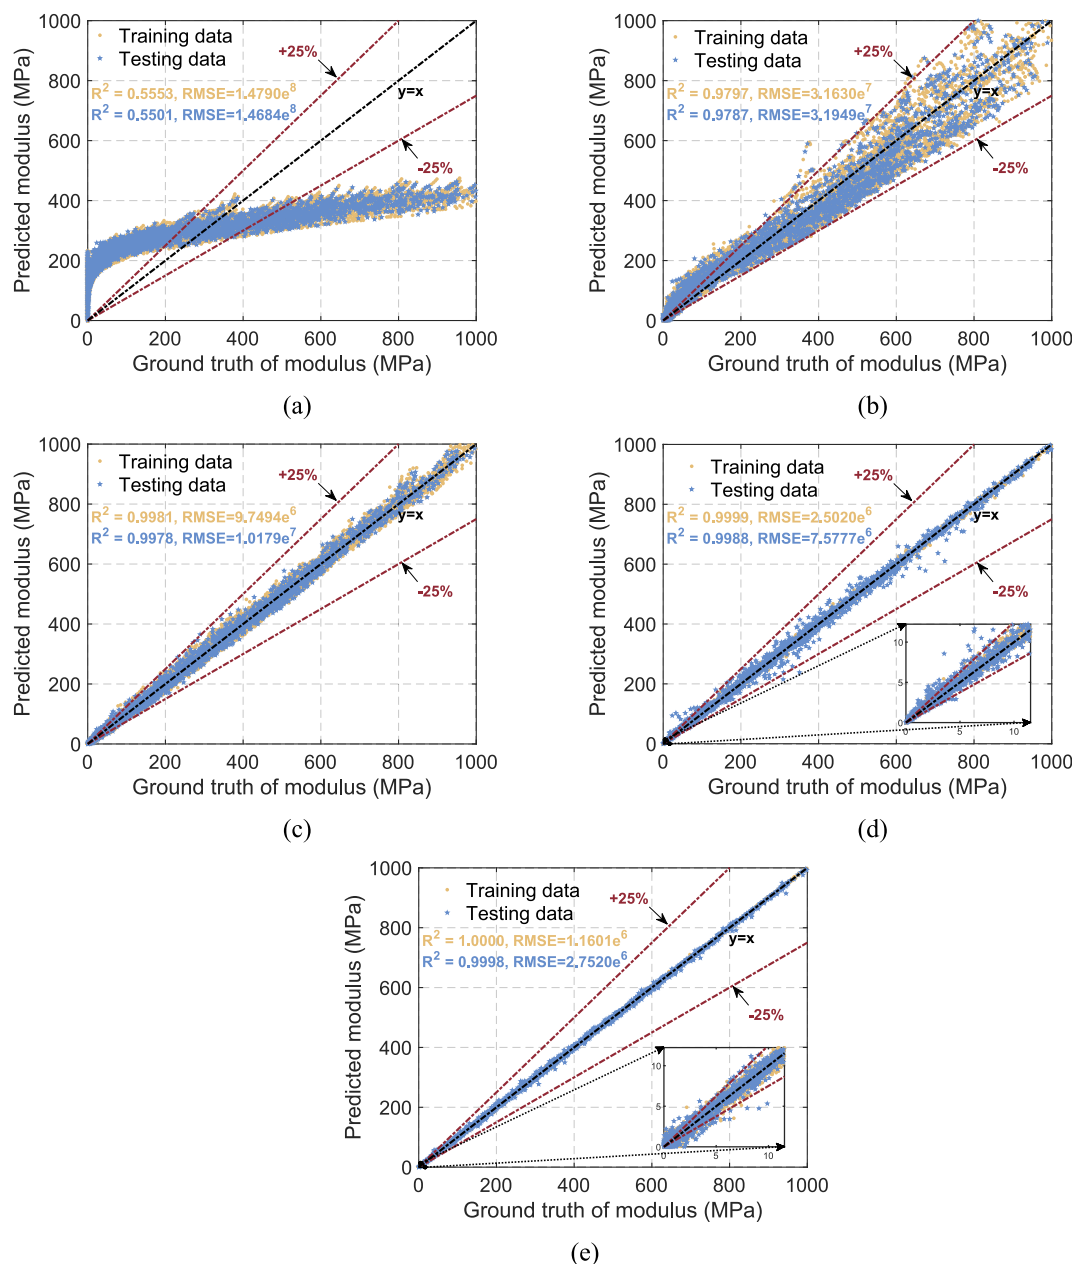 1000
800
600
400
200
0
Predicted modulus (MPa)
Training data
Testing data
R² = 0.5553, RMSE=1.4790e⁸
R² = 0.5501, RMSE=1.4684e⁸
+25%
y=x
-25%
0 200 400 600 800 1000
Ground truth of modulus (MPa)
(a)
1000
800
600
400
200
0
Predicted modulus (MPa)
Training data
Testing data
R² = 0.9797, RMSE=3.1630e⁷
R² = 0.9787, RMSE=3.1949e⁷
+25%
y=x
-25%
0 200 400 600 800 1000
Ground truth of modulus (MPa)
(b)
1000
800
600
400
200
0
Predicted modulus (MPa)
Training data
Testing data
R² = 0.9981, RMSE=9.7494e⁶
R² = 0.9978, RMSE=1.0179e⁷
+25%
y=x
-25%
0 200 400 600 800 1000
Ground truth of modulus (MPa)
(c)
1000
800
600
400
200
0
Predicted modulus (MPa)
Training data
Testing data
R² = 0.9999, RMSE=2.5020e⁶
R² = 0.9988, RMSE=7.5777e⁶
+25%
y=x
-25%
10
5
0
0 5 10
0 200 400 600 800 1000
Ground truth of modulus (MPa)
(d)
1000
800
600
400
200
0
Predicted modulus (MPa)
Training data
Testing data
R² = 1.0000, RMSE=1.1601e⁶
R² = 0.9998, RMSE=2.7520e⁶
+25%
y=x
-25%
10
5
0
0 5 10
0 200 400 600 800 1000
Ground truth of modulus (MPa)
(e)